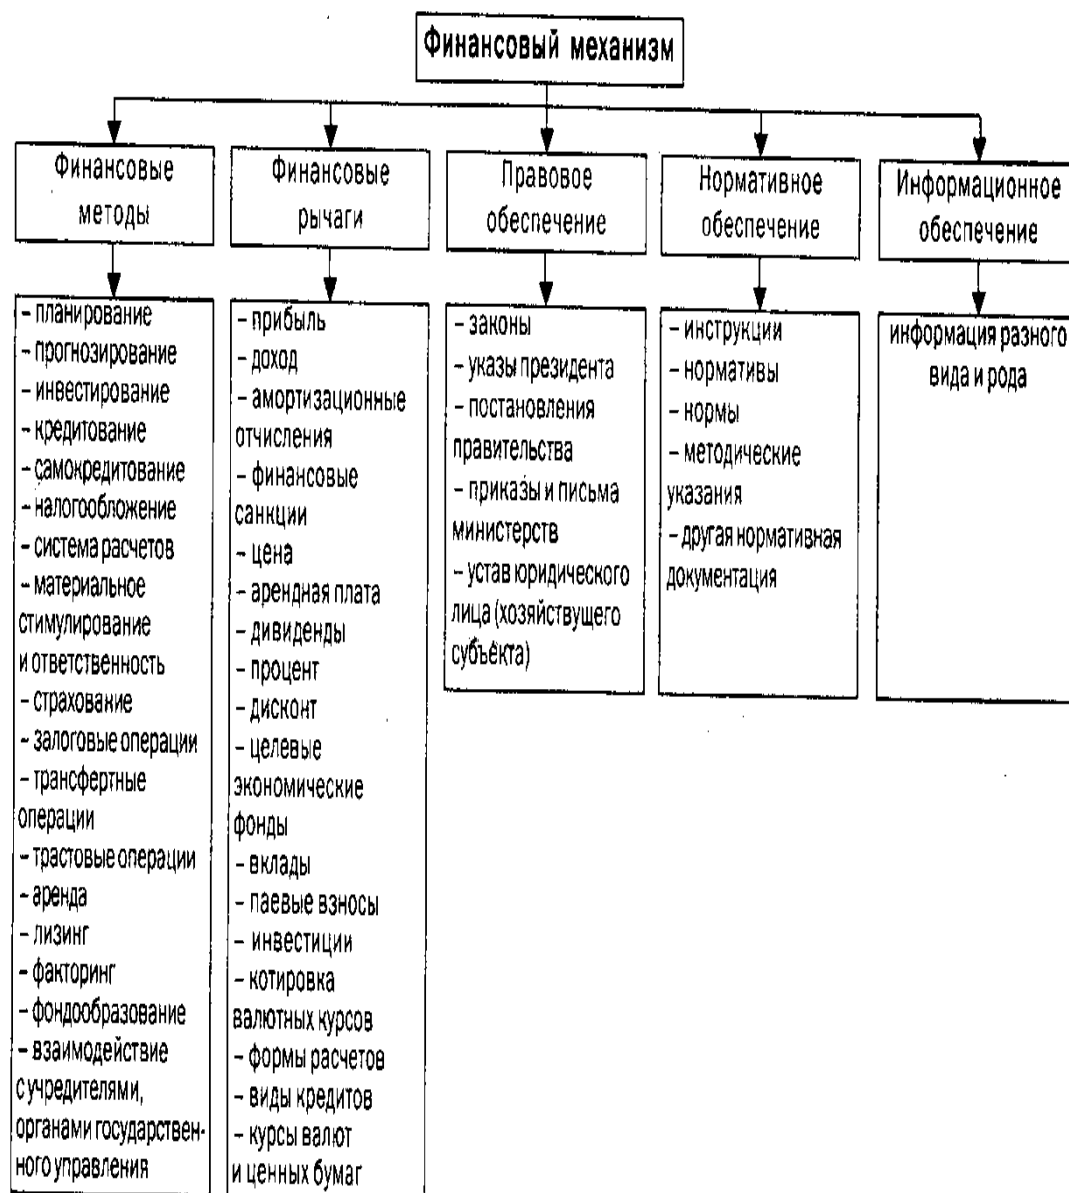 Финансовый механизм
Финансовые
методы
Финансовые
рычаги
Правовое
обеспечение
Нормативное
обеспечение
Информационное
обеспечение
– планирование
– прогнозирование
– инвестирование
– кредитование
– самокредитование
– налогообложение
– система расчетов
– материальное
стимулирование
и ответственность
– страхование
– залоговые операции
– трансфертные
операции
– трастовые операции
– аренда
– лизинг
– факторинг
– фондообразование
– взаимодействие
с учредителями,
органами государствен-
ного управления
– прибыль
– доход
– амортизационные
отчисления
– финансовые
санкции
– цена
– арендная плата
– дивиденды
– процент
– дисконт
– целевые
экономические
фонды
– вклады
– паевые взносы
– инвестиции
– котировка
валютных курсов
– формы расчетов
– виды кредитов
– курсы валют
и ценных бумаг
– законы
– указы президента
– постановления
правительства
– приказы и письма
министерств
– устав юридического
лица (хозяйствущего
субъекта)
– инструкции
– нормативы
– нормы
– методические
указания
– другая нормативная
документация
информация разного
вида и рода